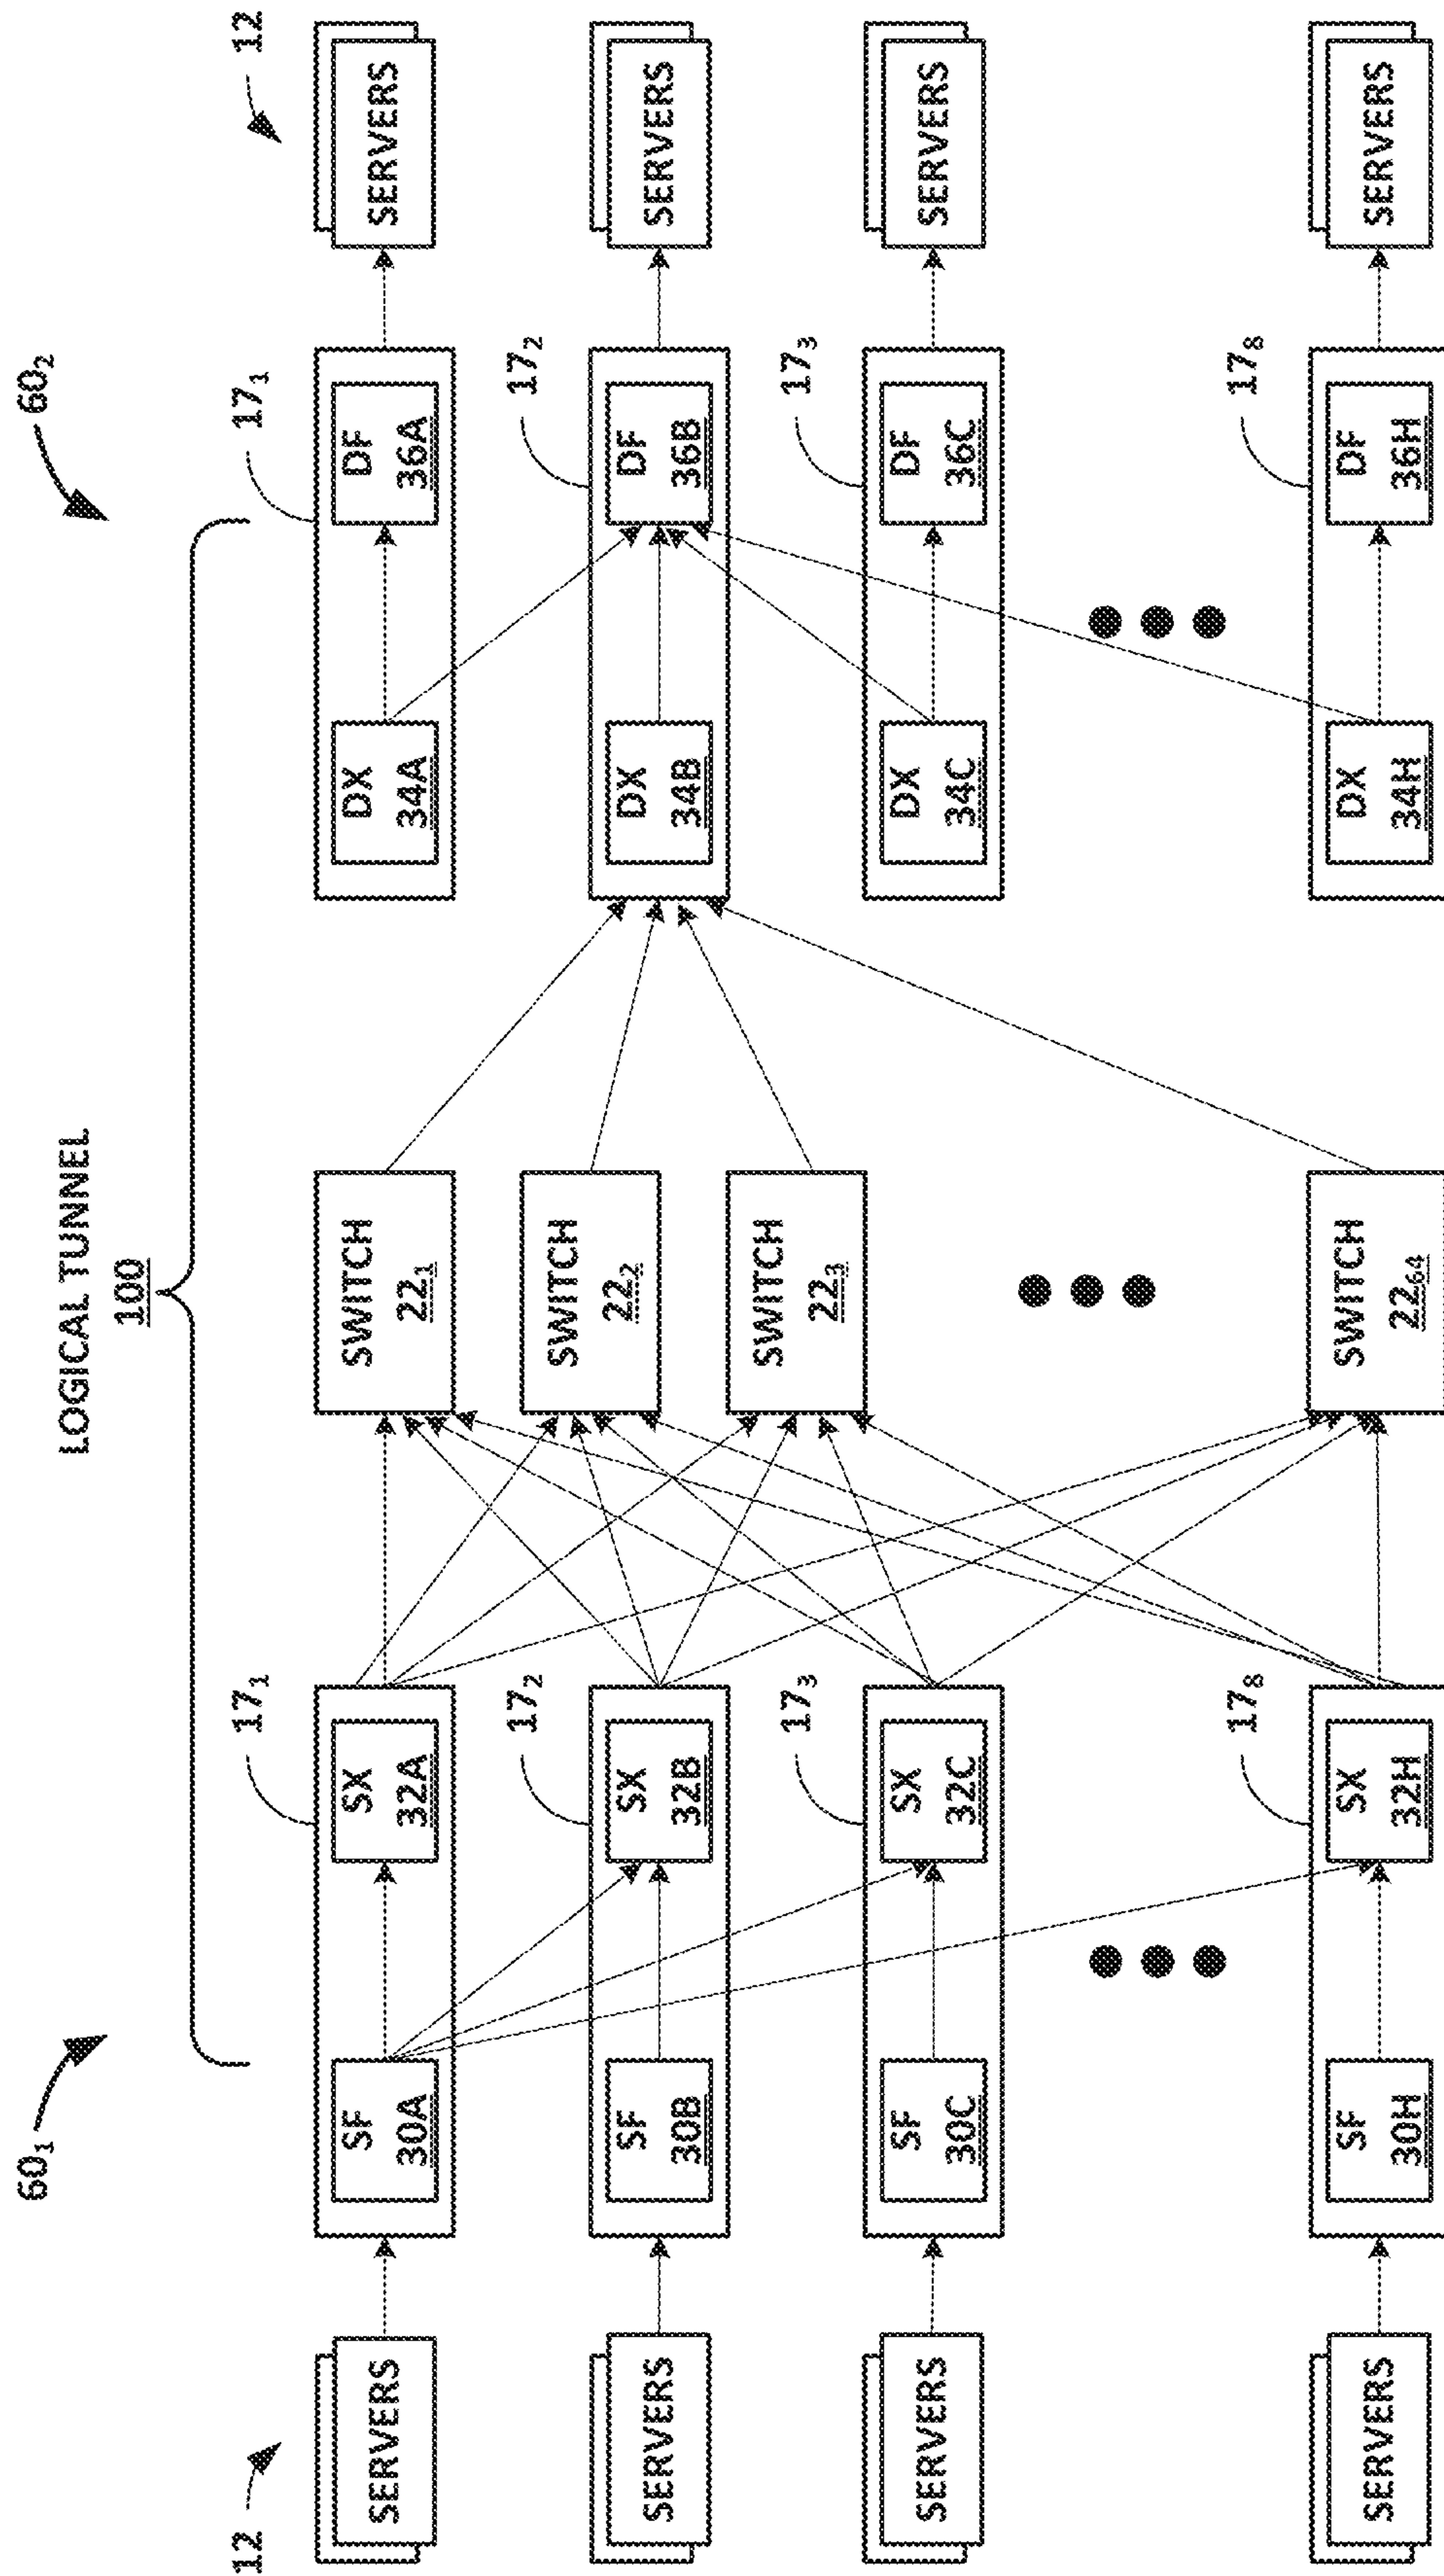 60₁
60₂
LOGICAL TUNNEL
100
12
12
17₁
17₁
SERVERS
SF
30A
SX
32A
SWITCH
22₁
DX
34A
DF
36A
SERVERS
17₂
17₂
SERVERS
SF
30B
SX
32B
SWITCH
22₂
DX
34B
DF
36B
SERVERS
17₃
17₃
SERVERS
SF
30C
SX
32C
SWITCH
22₃
DX
34C
DF
36C
SERVERS
17₈
17₈
SERVERS
SF
30H
SX
32H
SWITCH
22₆₄
DX
34H
DF
36H
SERVERS